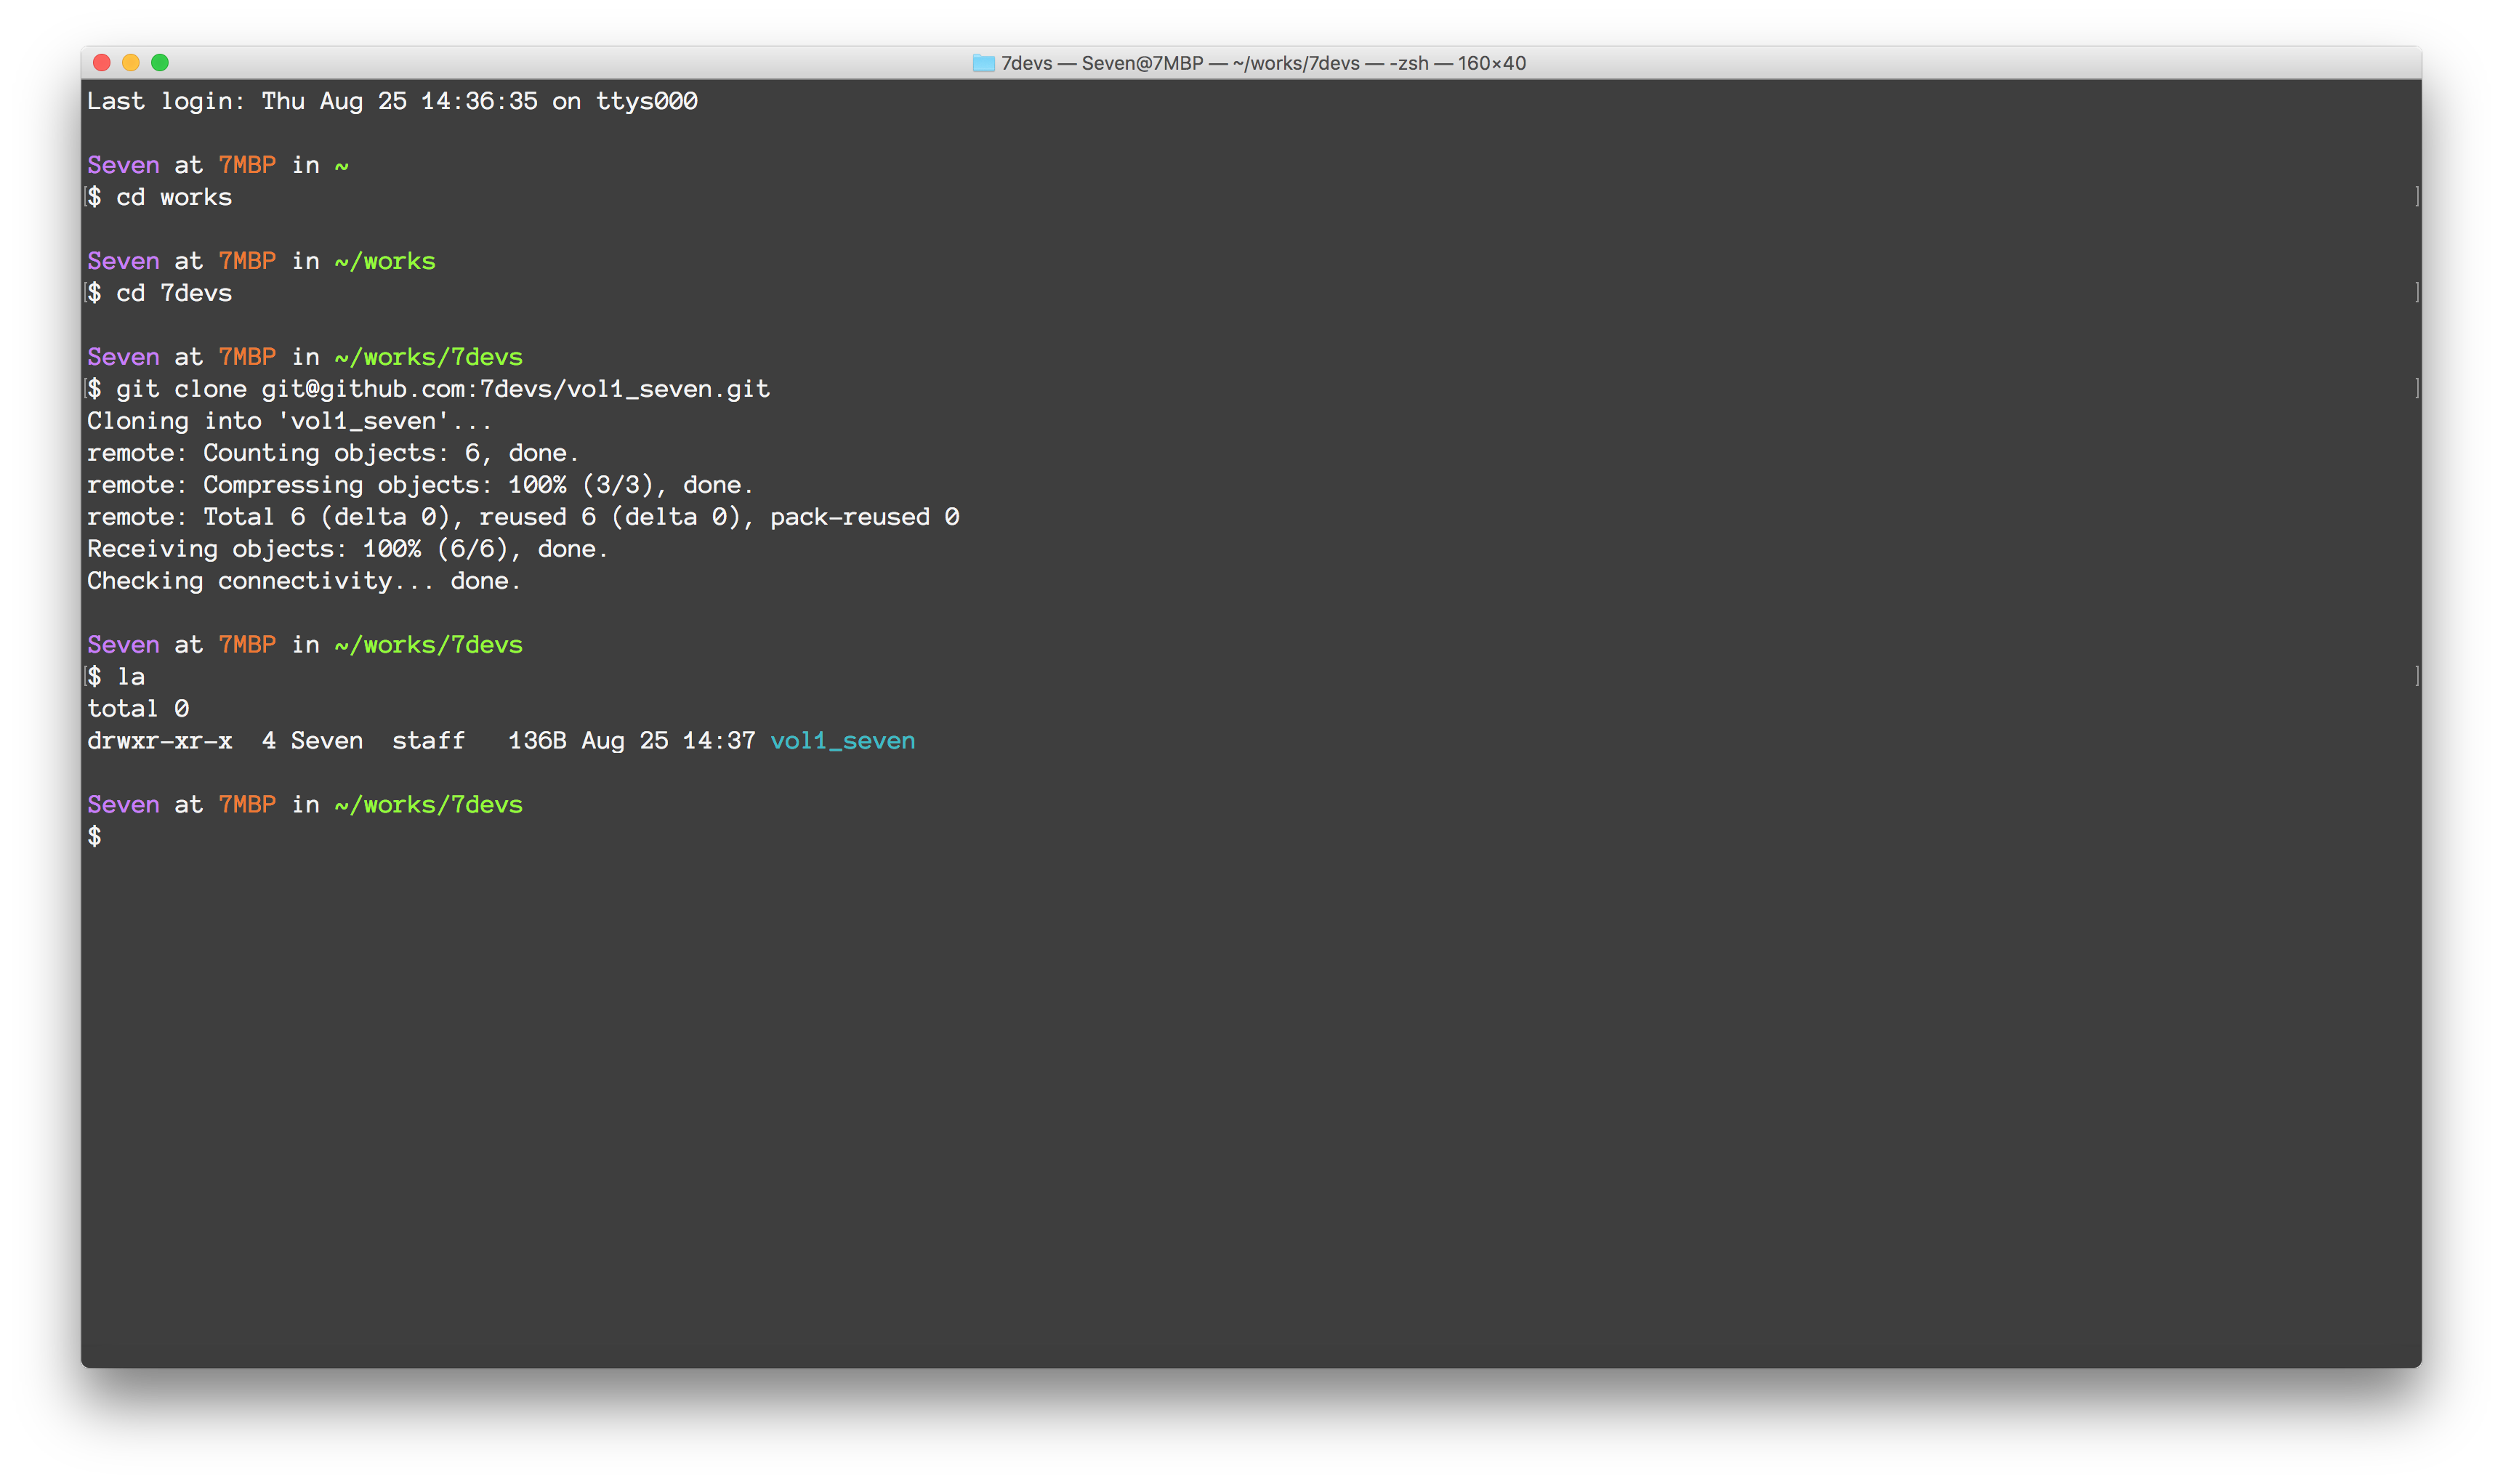 7devs — Seven@7MBP — ~/works/7devs — -zsh — 160×40
Last login: Thu Aug 25 14:36:35 on ttys000
Seven at 7MBP in ~
$ cd works
Seven at 7MBP in ~/works
$ cd 7devs
Seven at 7MBP in ~/works/7devs
$ git clone git@github.com:7devs/vol1_seven.git
Cloning into 'vol1_seven'...
remote: Counting objects: 6, done.
remote: Compressing objects: 100% (3/3), done.
remote: Total 6 (delta 0), reused 6 (delta 0), pack-reused 0
Receiving objects: 100% (6/6), done.
Checking connectivity... done.
Seven at 7MBP in ~/works/7devs
$ la
total 0
drwxr-xr-x  4 Seven  staff   136B Aug 25 14:37 vol1_seven
Seven at 7MBP in ~/works/7devs
$